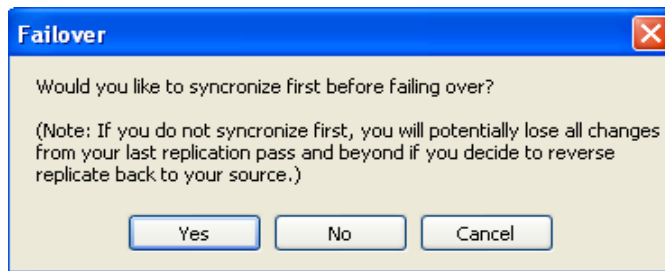 Failover
Would you like to syncronize first before failing over?
(Note: If you do not syncronize first, you will potentially lose all changes
from your last replication pass and beyond if you decide to reverse
replicate back to your source.)
Yes No Cancel